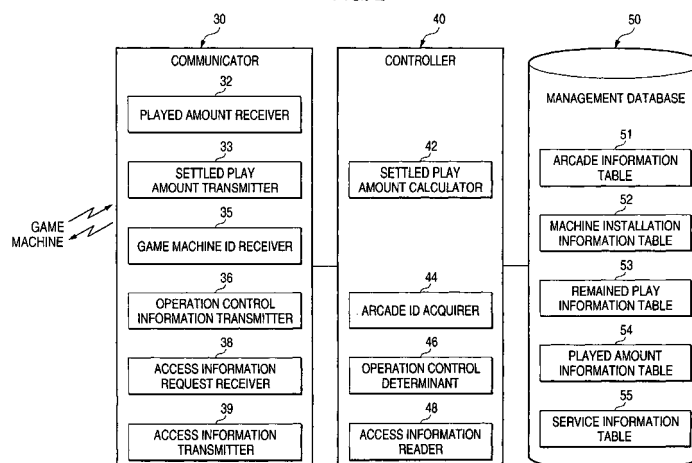 30
COMMUNICATOR
32
PLAYED AMOUNT RECEIVER
33
SETTLED PLAY
AMOUNT TRANSMITTER
35
GAME MACHINE ID RECEIVER
36
OPERATION CONTROL
INFORMATION TRANSMITTER
38
ACCESS INFORMATION
REQUEST RECEIVER
39
ACCESS INFORMATION
TRANSMITTER
GAME
MACHINE
40
CONTROLLER
42
SETTLED PLAY
AMOUNT CALCULATOR
44
ARCADE ID ACQUIRER
46
OPERATION CONTROL
DETERMINANT
48
ACCESS INFORMATION
READER
50
MANAGEMENT DATABASE
51
ARCADE INFORMATION
TABLE
52
MACHINE INSTALLATION
INFORMATION TABLE
53
REMAINED PLAY
INFORMATION TABLE
54
PLAYED AMOUNT
INFORMATION TABLE
55
SERVICE INFORMATION
TABLE